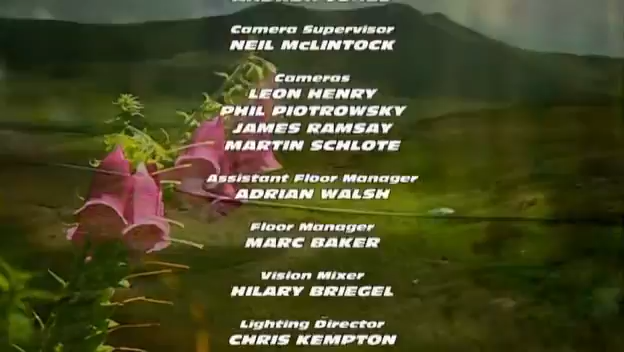 Camera Supervisor
NEIL McLINTOCK
Cameras
LEON HENRY
PHIL PIOTROWSKY
JAMES RAMSAY
MARTIN SCHLOTE
Assistant Floor Manager
ADRIAN WALSH
Floor Manager
MARC BAKER
Vision Mixer
HILARY BRIEGEL
Lighting Director
CHRIS KEMPTON